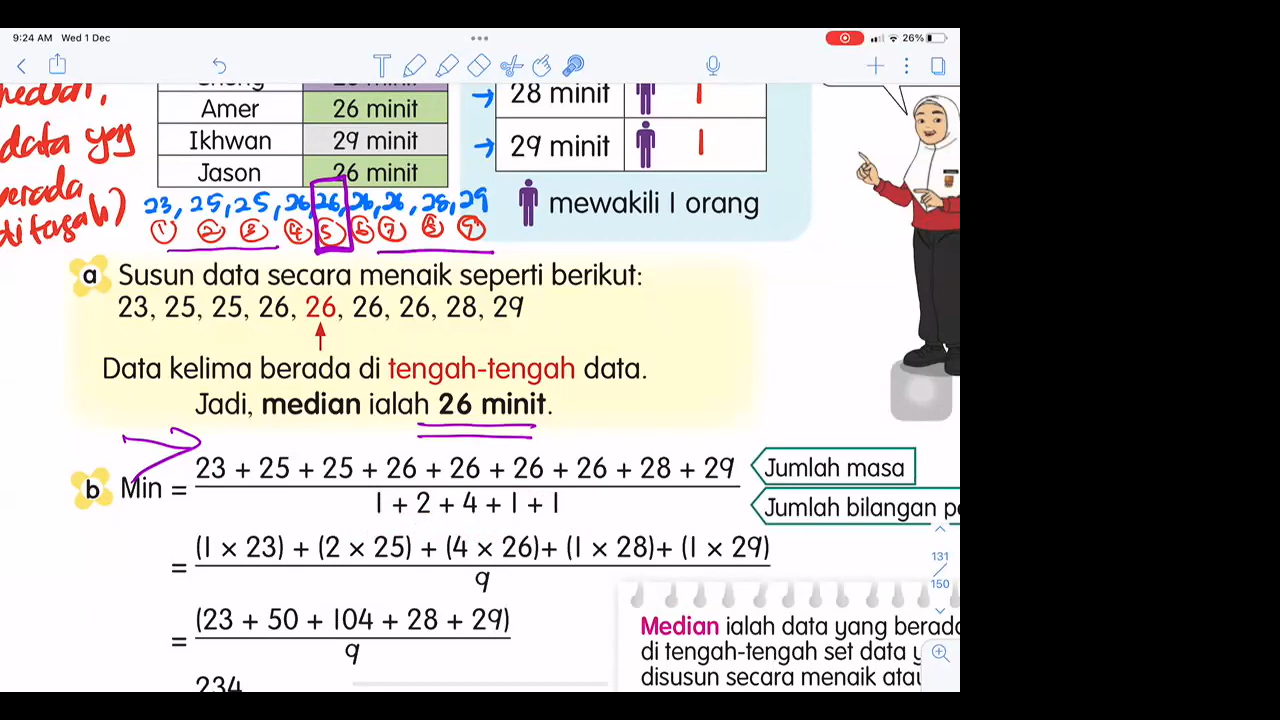 9:24 AM Wed 1 Dec
26%
T
28 minit 1
Amer 26 minit
data yg
Ikhwan 29 minit
29 minit 1
Jason 26 minit
berada
23, 25, 25, 26, 26, 26, 26, 28, 29
mewakili 1 orang
1 2 3 4 5 6 7 8 9
a Susun data secara menaik seperti berikut:
23, 25, 25, 26, 26, 26, 26, 28, 29
Data kelima berada di tengah-tengah data.
Jadi, median ialah 26 minit.
b Min = 23 + 25 + 25 + 26 + 26 + 26 + 26 + 28 + 29
Jumlah masa
1 + 2 + 4 + 1 + 1
Jumlah bilangan p
= (1 × 23) + (2 × 25) + (4 × 26)+ (1 × 28)+ (1 × 29)
9
131
150
= (23 + 50 + 104 + 28 + 29)
9
234
Median ialah data yang berada
di tengah-tengah set data y
disusun secara menaik atau